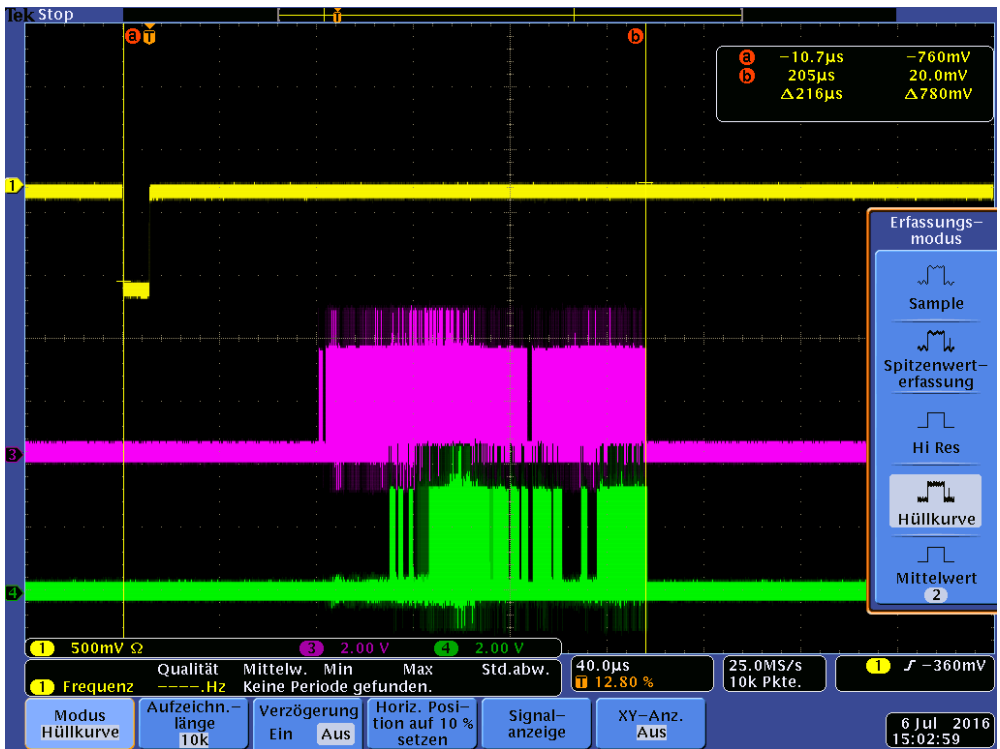 Tek Stop
T
a T b
a −10.7µs −760mV
b 205µs 20.0mV
Δ216µs Δ780mV
1
Erfassungs–
modus
Sample
Spitzenwert–
erfassung
Hi Res
3
Hüllkurve
Mittelwert
2
4
1 500mV Ω 3 2.00 V 4 2.00 V
Qualität Mittelw. Min Max Std.abw.
1 Frequenz ––––.Hz Keine Periode gefunden.
40.0µs
T 12.80 %
25.0MS/s
10k Pkte.
1 −360mV
Modus
Hüllkurve
Aufzeichn.–
länge
10k
Verzögerung
Ein Aus
Horiz. Posi–
tion auf 10 %
setzen
Signal–
anzeige
XY–Anz.
Aus
6 Jul 2016
15:02:59